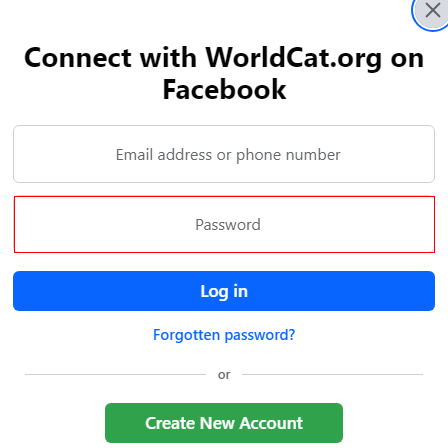 Connect with WorldCat.org on
Facebook
Email address or phone number
Password
Log in
Forgotten password?
or
Create New Account